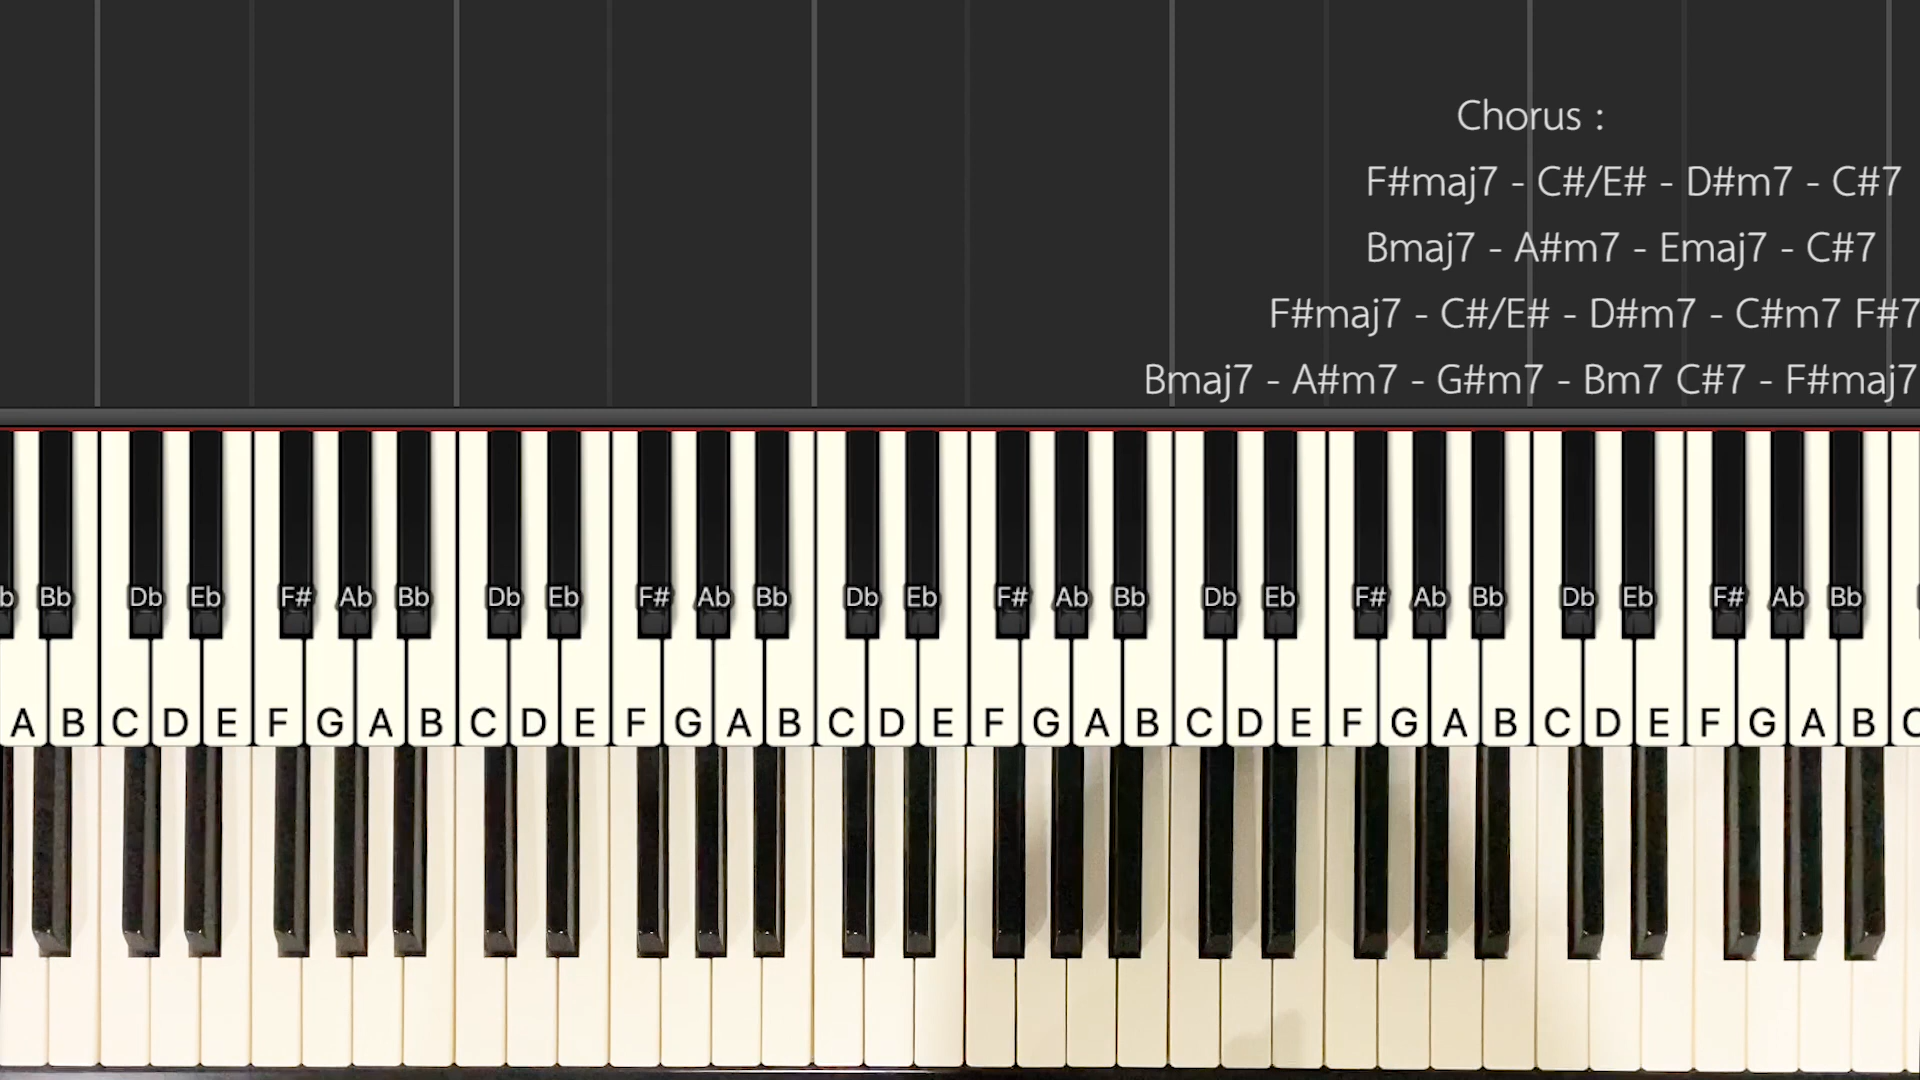 Chorus :
F#maj7 - C#/E# - D#m7 - C#7
Bmaj7 - A#m7 - Emaj7 - C#7
F#maj7 - C#/E# - D#m7 - C#m7 F#7
Bmaj7 - A#m7 - G#m7 - Bm7 C#7 - F#maj7
b Bb Db Eb F# Ab Bb Db Eb F# Ab Bb Db Eb F# Ab Bb Db Eb F# Ab Bb Db Eb F# Ab Bb
A B C D E F G A B C D E F G A B C D E F G A B C D E F G A B C D E F G A B C